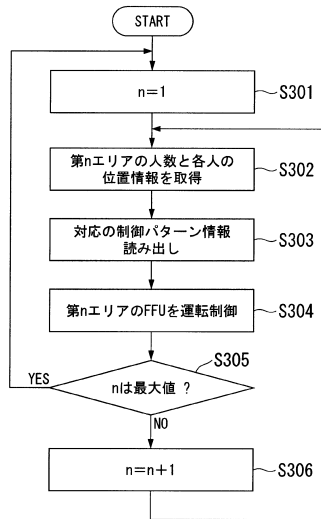 START
n=1
S301
第nエリアの人数と各人の
位置情報を取得
S302
対応の制御パターン情報
読み出し
S303
第nエリアのFFUを運転制御
S304
S305
nは最大値 ?
YES
NO
n=n+1
S306